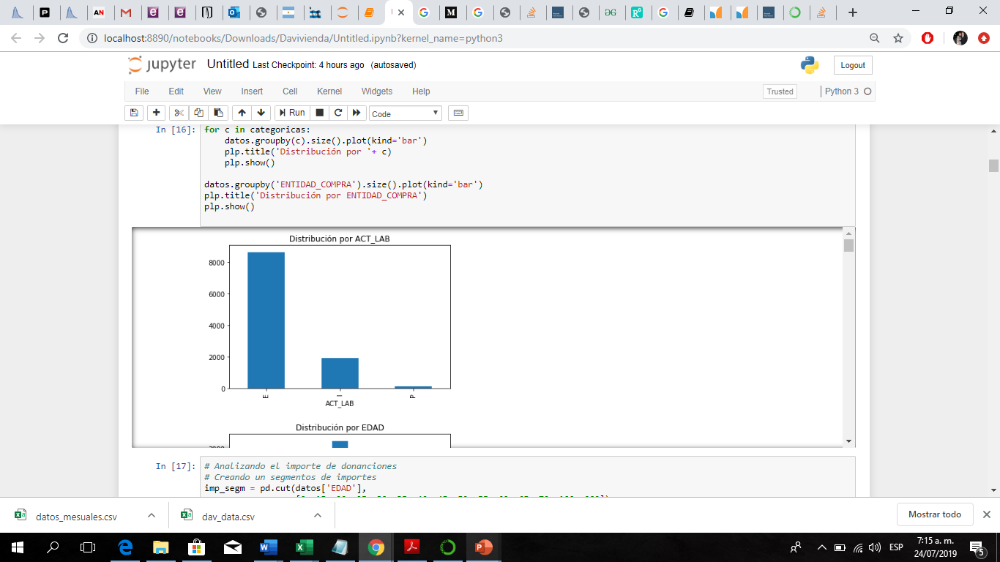 localhost:8890/notebooks/Downloads/Davivienda/Untitled.ipynb?kernel_name=python3
jupyter Untitled Last Checkpoint: 4 hours ago (autosaved)
Logout
File Edit View Insert Cell Kernel Widgets Help
Trusted
Python 3
Run
Code
In [16]: for c in categoricas:
datos.groupby(c).size().plot(kind='bar')
plp.title('Distribución por '+ c)
plp.show()
datos.groupby('ENTIDAD_COMPRA').size().plot(kind='bar')
plp.title('Distribución por ENTIDAD_COMPRA')
plp.show()
Distribución por ACT_LAB
8000
6000
4000
2000
0
E
I
P
ACT_LAB
Distribución por EDAD
In [17]: # Analizando el importe de donanciones
# Creando un segmentos de importes
imp_segm = pd.cut(datos['EDAD'],
datos_mesuales.csv
dav_data.csv
Mostrar todo
ESP
7:15 a. m.
24/07/2019
5